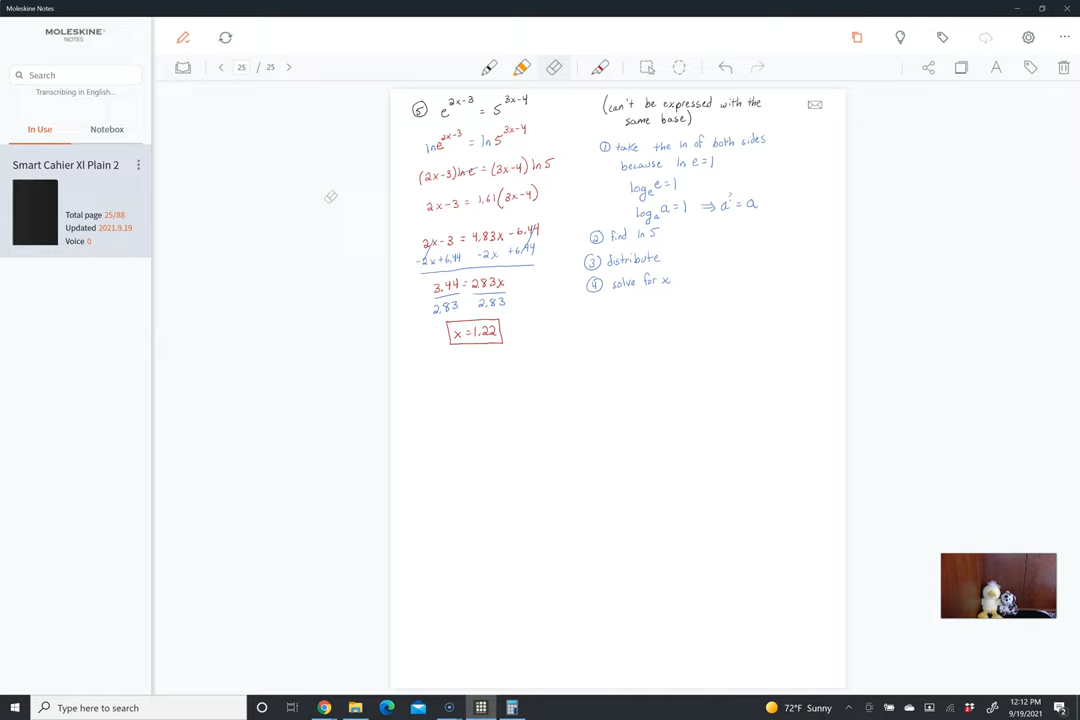 Moleskine Notes
MOLESKINE
NOTES
Search
Transcribing in English...
In Use
Notebox
Smart Cahier Xl Plain 2
Total page 25/88
Updated 2021.9.19
Voice 0
25 / 25
A
⑤ e^(2x-3) = 5^(3x-4)
ln e^(2x-3) = ln 5^(3x-4)
(2x-3) ln e = (3x-4) ln 5
2x-3 = 1.61(3x-4)
2x-3 = 4.83x - 6.44
-2x+6.44 -2x +6.44
3.44 = 2.83x
2.83 2.83
x = 1.22
(can't be expressed with the
same base)
① take the ln of both sides
because ln e = 1
log_e e = 1
log_a a = 1 ⇒ a^1 = a
② find ln 5
③ distribute
④ solve for x
Type here to search
72°F Sunny
12:12 PM
9/19/2021
2